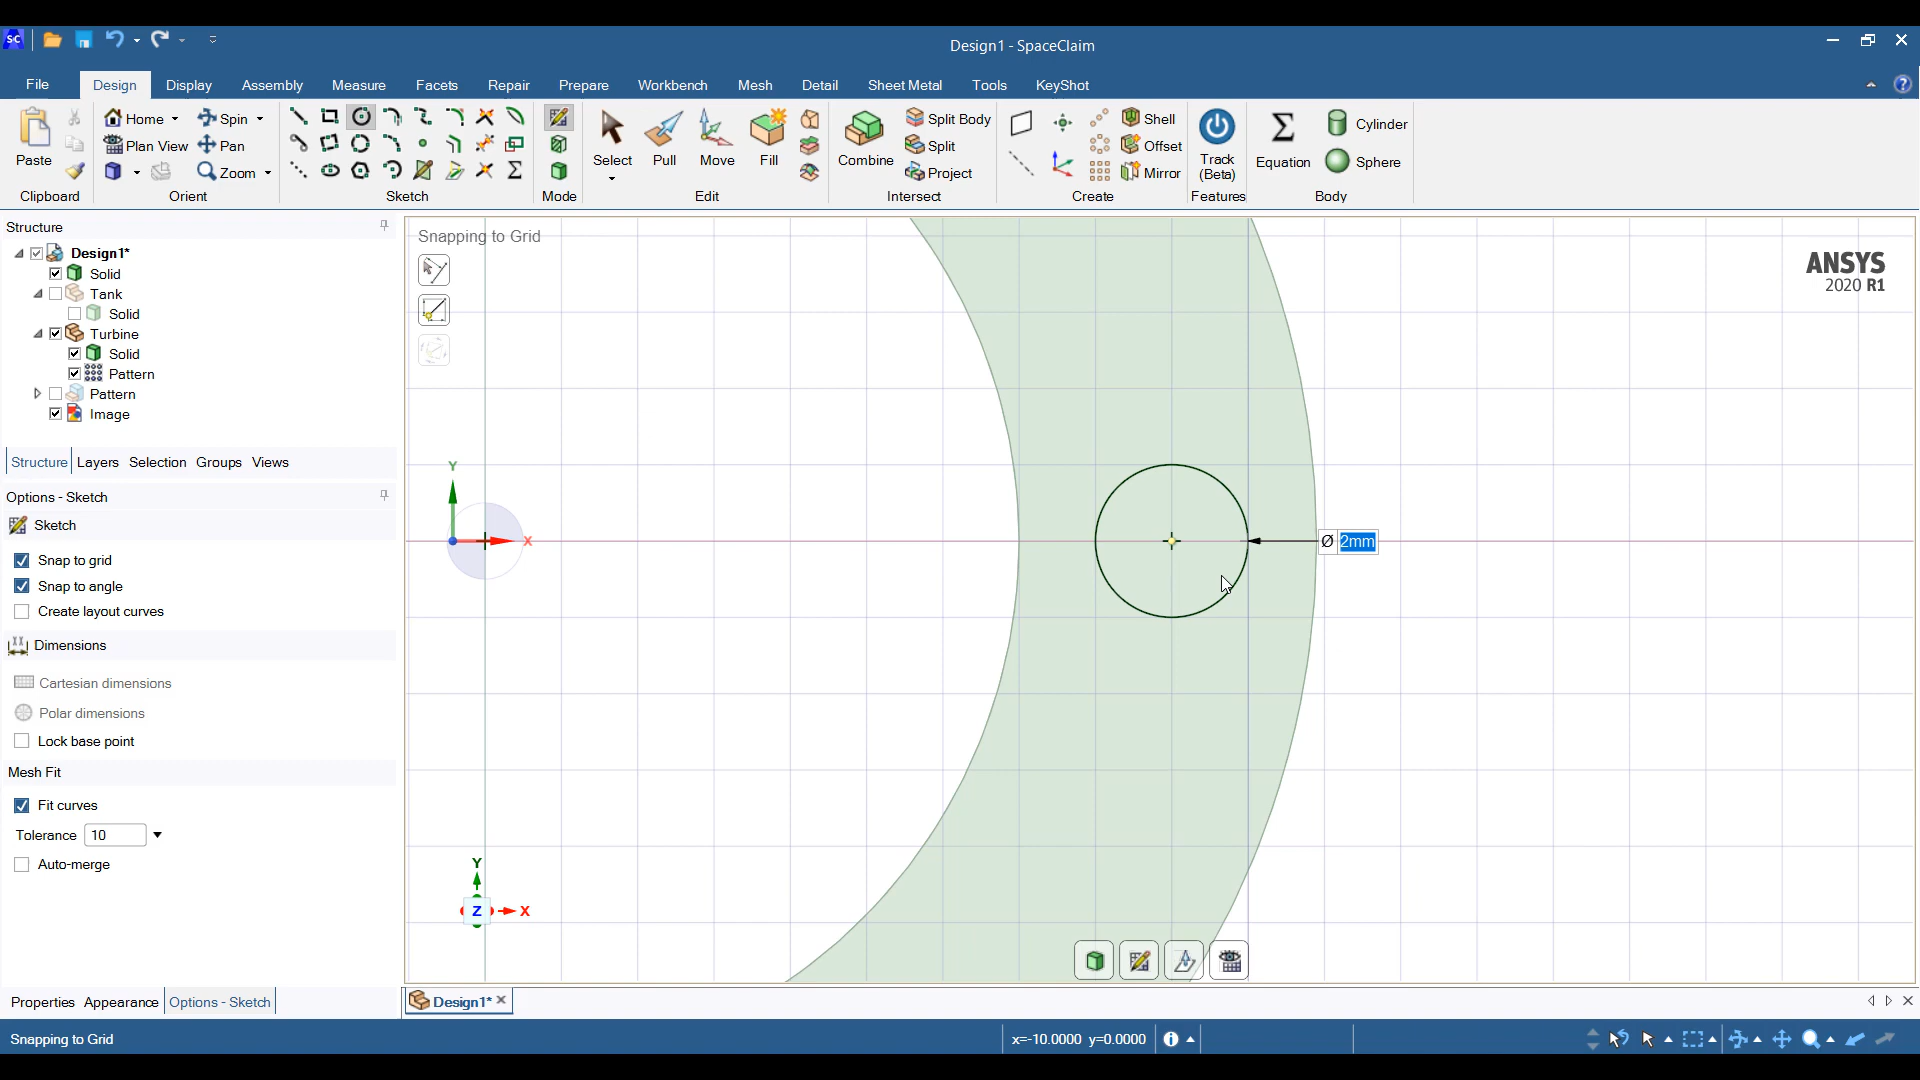 SC
Design1 - SpaceClaim
File Design Display Assembly Measure Facets Repair Prepare Workbench Mesh Detail Sheet Metal Tools KeyShot ?
Home Spin Split Body Shell Cylinder
Plan View Pan Split Offset
Paste Zoom Select Pull Move Fill Combine Project Mirror Track (Beta) Equation Sphere
Clipboard Orient Sketch Mode Edit Intersect Create Features Body
Structure
Design1*
Solid
Tank
Solid
Turbine
Solid
Pattern
Pattern
Image
Structure Layers Selection Groups Views
Options - Sketch
Sketch
Snap to grid
Snap to angle
Create layout curves
Dimensions
Cartesian dimensions
Polar dimensions
Lock base point
Mesh Fit
Fit curves
Tolerance 10
Auto-merge
Properties Appearance Options - Sketch
Snapping to Grid
ANSYS
2020 R1
Y
X
Ø 2mm
Y
Z X
Design1*
Snapping to Grid x=-10.0000 y=0.0000